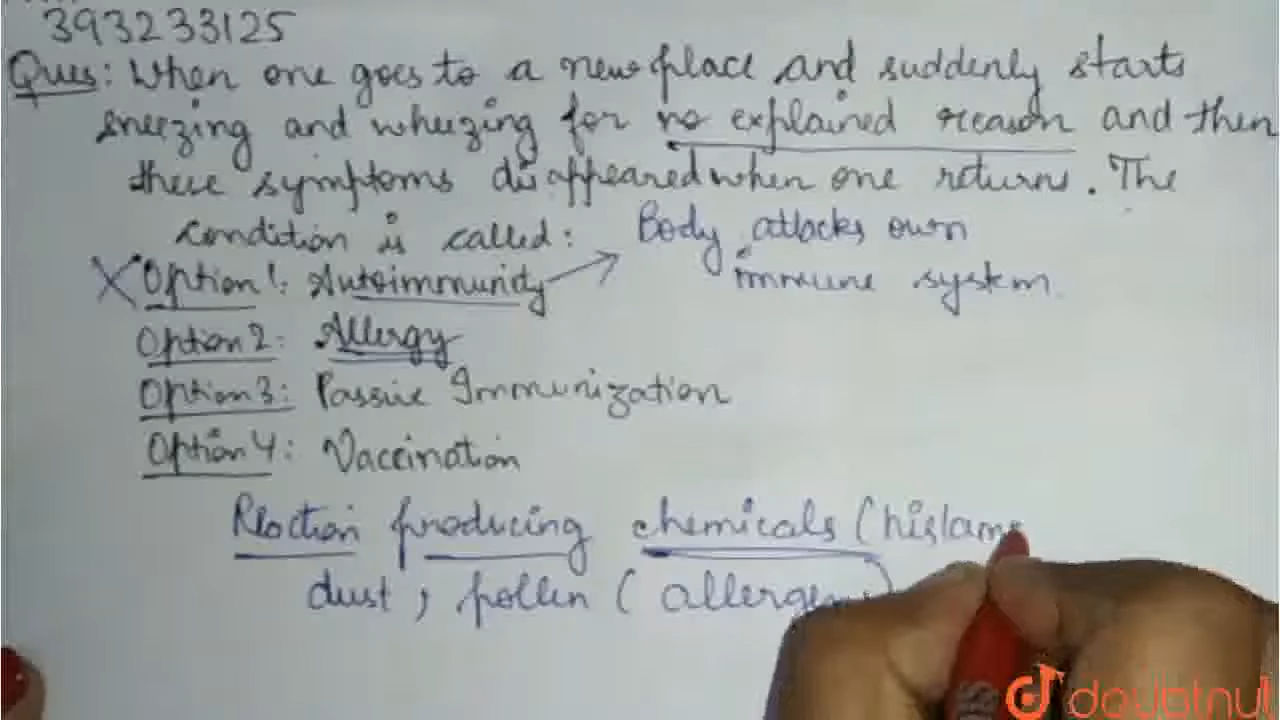 393233125
Ques: When one goes to a new place and suddenly starts
sneezing and wheezing for no explained reason and then
these symptoms disappeared when one returns. The
condition is called: Body attacks own
X Option 1: Autoimmunity → immune system.
Option 2: Allergy
Option 3: Passive Immunization
Option 4: Vaccination
Reaction producing chemicals (histam
dust, pollen (allergen
doubtnut